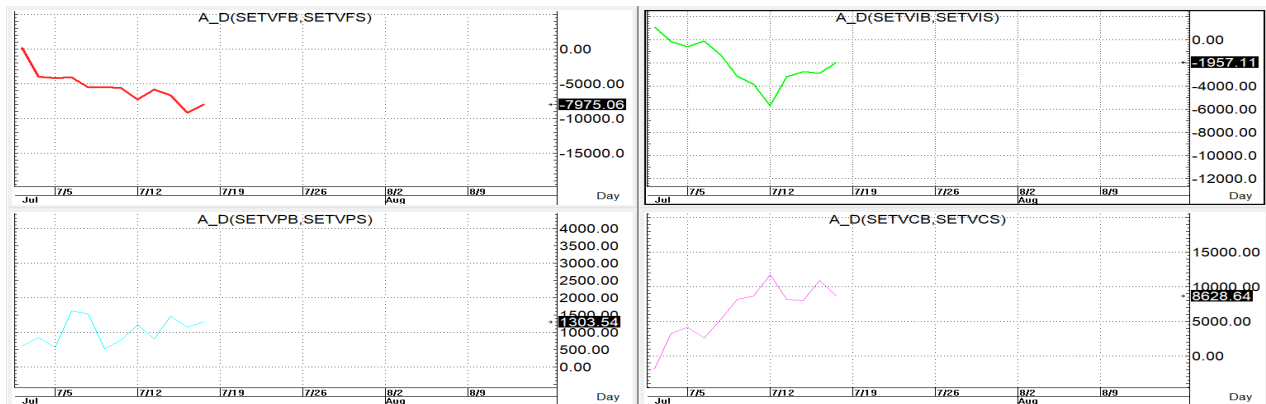 A_D(SETVFB,SETVFS)
0.00
-5000.00
-7975.06
-10000.0
-15000.0
7/5 7/12 7/19 7/26 8/2 8/9 Day
Jul Aug
A_D(SETVIB,SETVIS)
0.00
-1957.11
-4000.00
-6000.00
-8000.00
-10000.0
-12000.0
7/5 7/12 7/19 7/26 8/2 8/9 Day
Jul Aug
A_D(SETVPB,SETVPS)
4000.00
3500.00
3000.00
2500.00
2000.00
1303.54
1000.00
500.00
0.00
7/5 7/12 7/19 7/26 8/2 8/9 Day
Jul Aug
A_D(SETVCB,SETVCS)
15000.00
10000.00
8628.64
5000.00
0.00
7/5 7/12 7/19 7/26 8/2 8/9 Day
Jul Aug